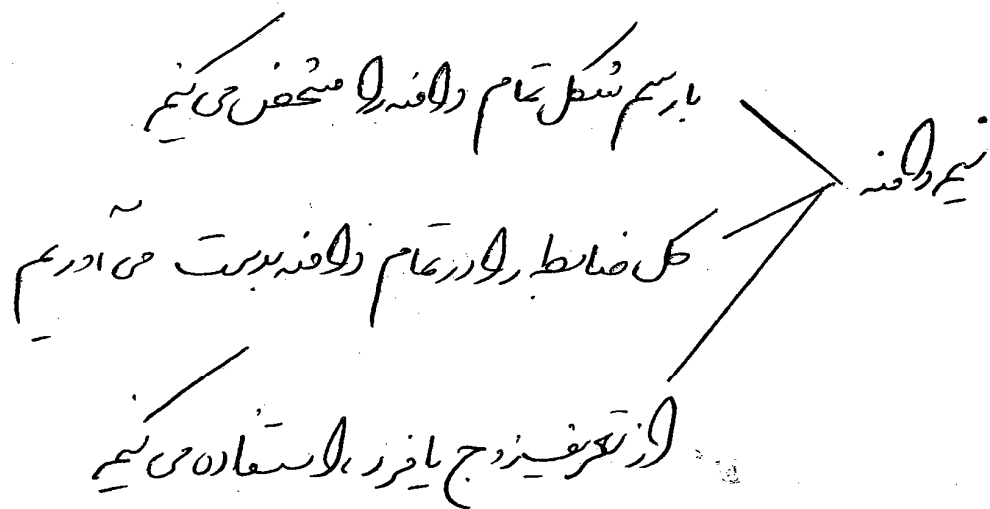 نیم دامنه
با رسم شکل تمام دامنه را مشخص می کنیم
کل ضابطه را در تمام دامنه بدست می آوریم
از تعریف زوج یا فرد، استفاده می کنیم